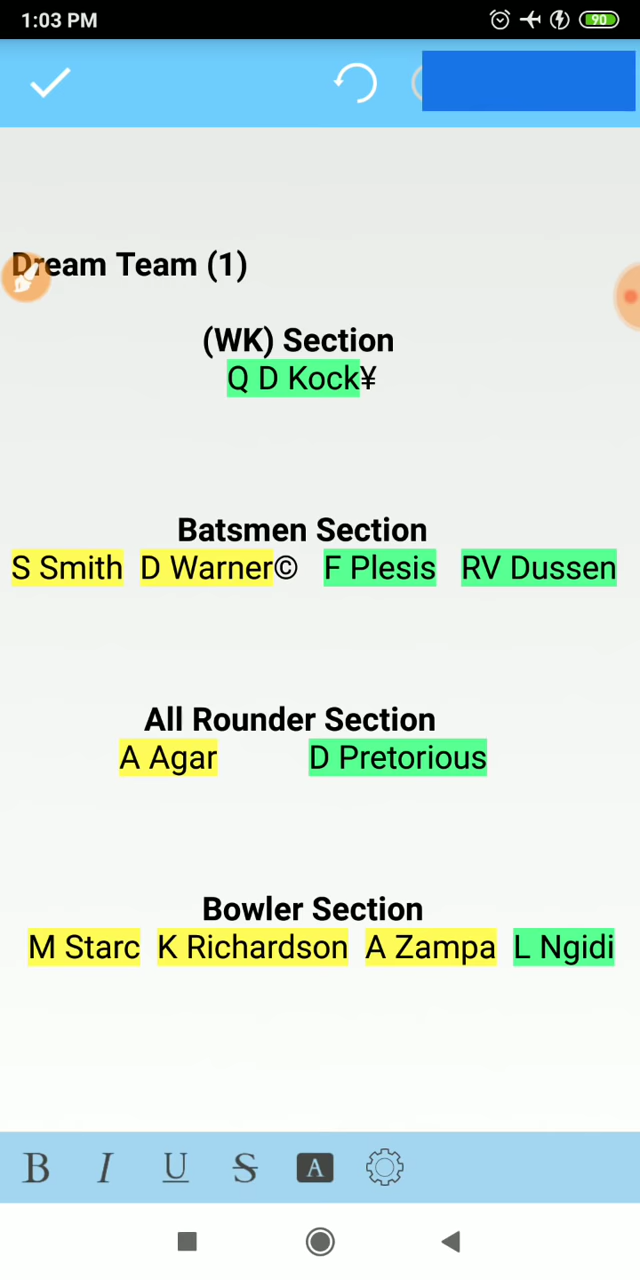 1:03 PM
90
Dream Team (1)
(WK) Section
Q D Kock¥
Batsmen Section
S Smith D Warner© F Plesis RV Dussen
All Rounder Section
A Agar D Pretorious
Bowler Section
M Starc K Richardson A Zampa L Ngidi
B I U S A